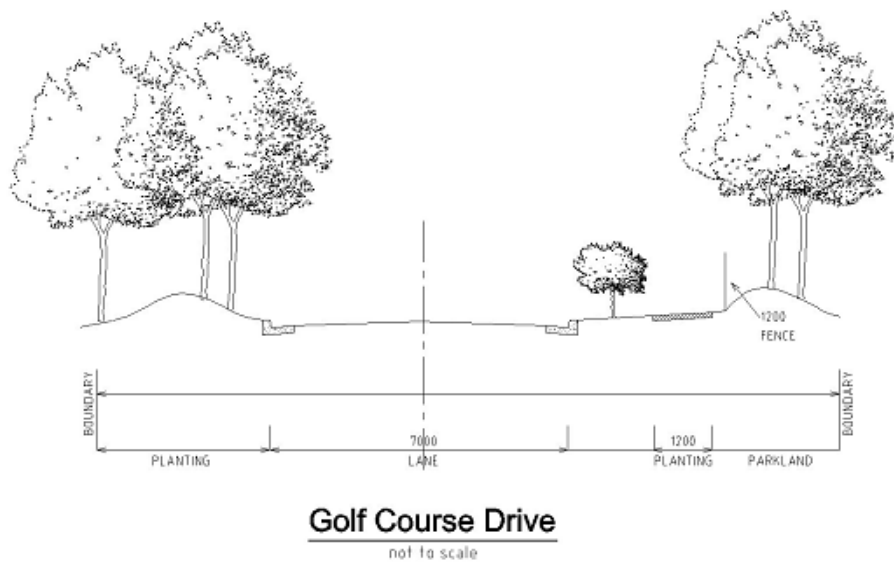 1200
FENCE
BOUNDARY
BOUNDARY
7000
1200
PLANTING
LANE
PLANTING
PARKLAND
Golf Course Drive
not to scale